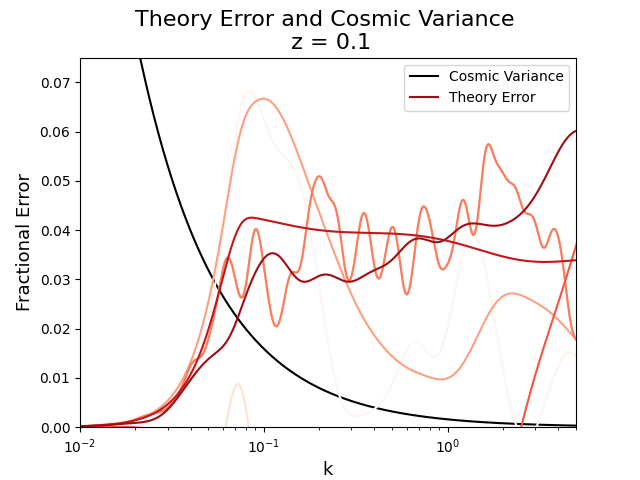 Theory Error and Cosmic Variance
z = 0.1
Cosmic Variance
Theory Error
Fractional Error
0.07
0.06
0.05
0.04
0.03
0.02
0.01
0.00
10⁻² 10⁻¹ 10⁰
k